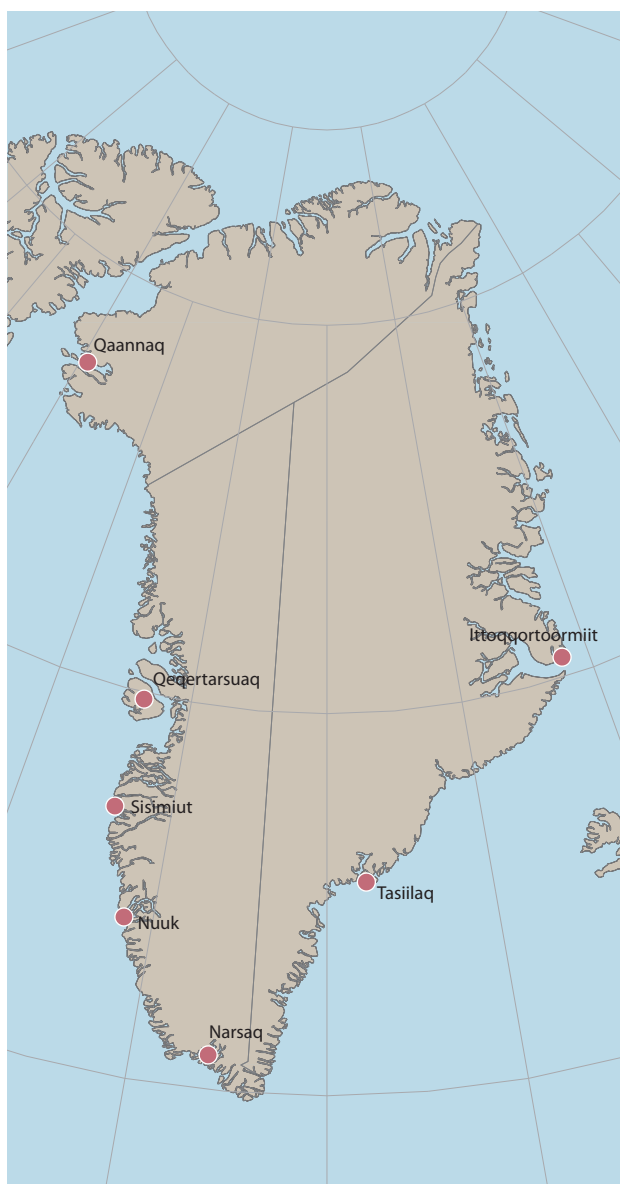 Qaannaq
Ittoqqortoormiit
Qeqertarsuaq
Sisimiut
Tasiilaq
Nuuk
Narsaq